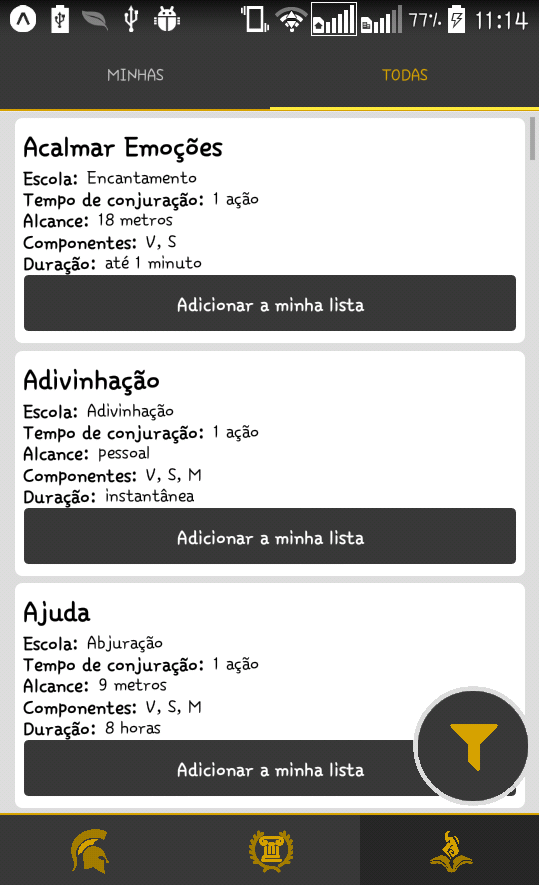 77% 11:14
MINHAS TODAS
Acalmar Emoções
Escola: Encantamento
Tempo de conjuração: 1 ação
Alcance: 18 metros
Componentes: V, S
Duração: até 1 minuto
Adicionar a minha lista
Adivinhação
Escola: Adivinhação
Tempo de conjuração: 1 ação
Alcance: pessoal
Componentes: V, S, M
Duração: instantânea
Adicionar a minha lista
Ajuda
Escola: Abjuração
Tempo de conjuração: 1 ação
Alcance: 9 metros
Componentes: V, S, M
Duração: 8 horas
Adicionar a minha lista